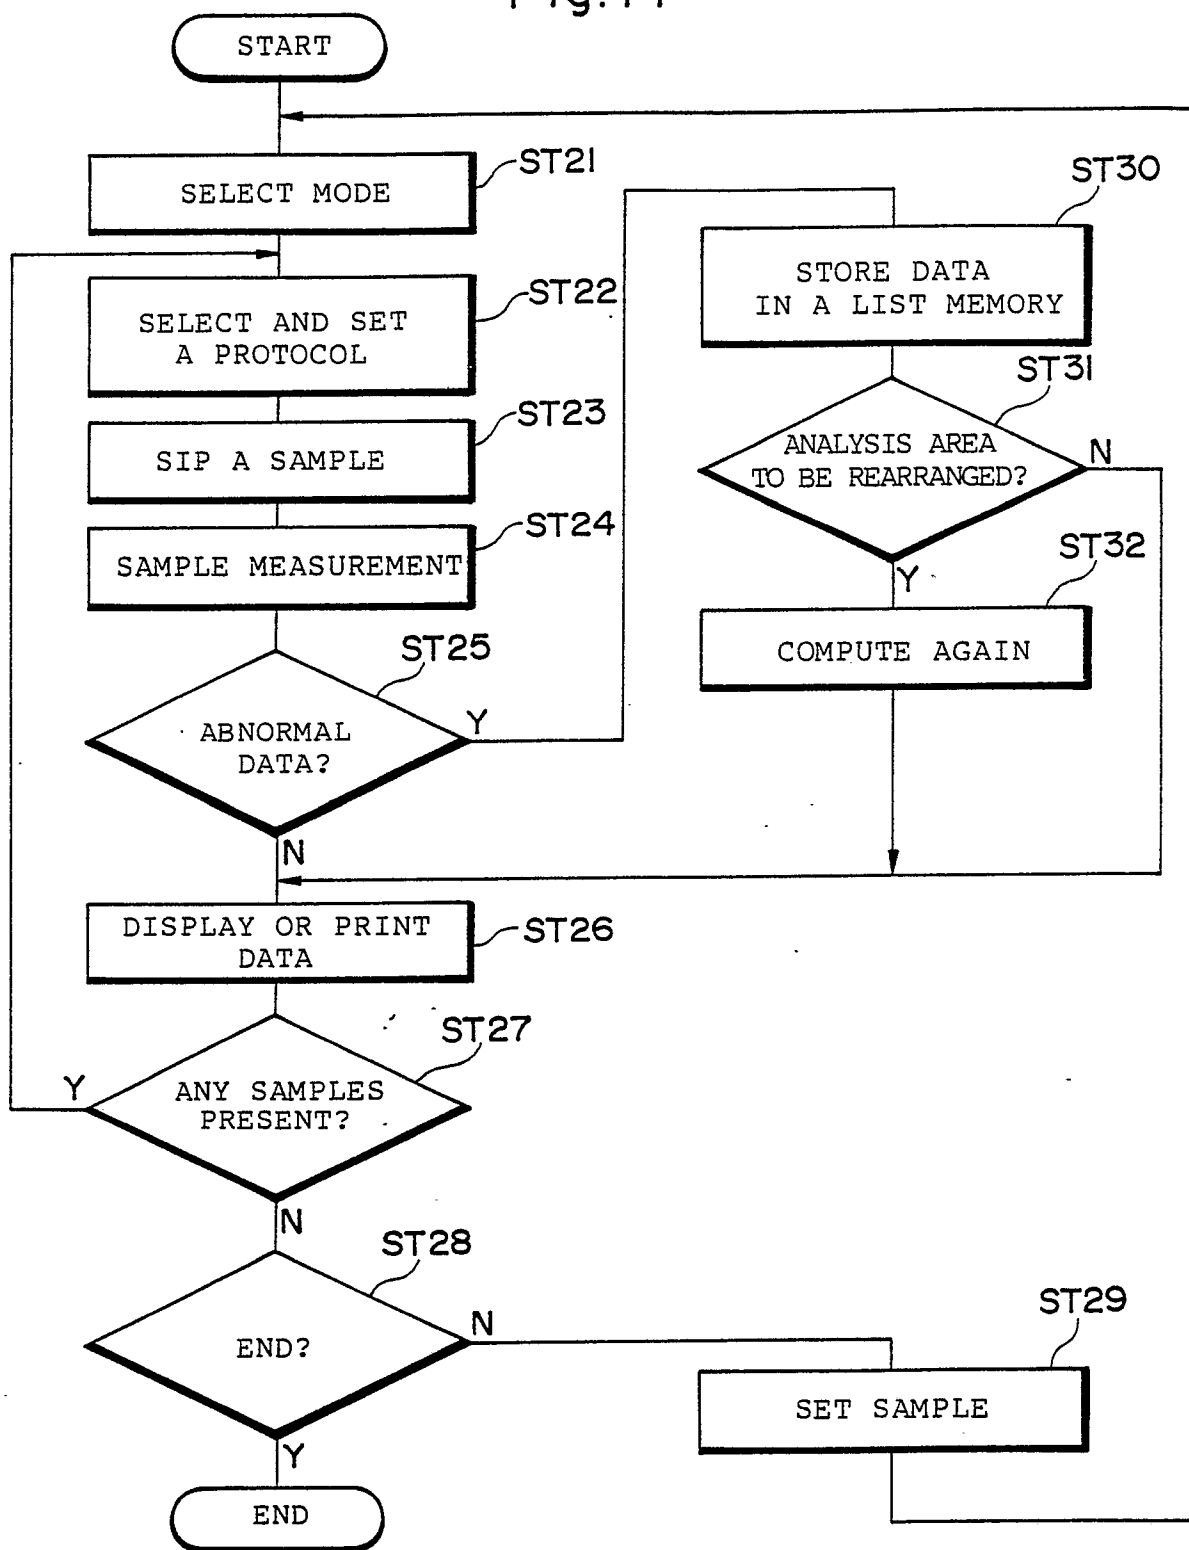 START
SELECT MODE
ST21
SELECT AND SET
A PROTOCOL
ST22
SIP A SAMPLE
ST23
SAMPLE MEASUREMENT
ST24
ABNORMAL
DATA?
ST25
Y
N
STORE DATA
IN A LIST MEMORY
ST30
ANALYSIS AREA
TO BE REARRANGED?
ST31
N
Y
COMPUTE AGAIN
ST32
DISPLAY OR PRINT
DATA
ST26
ANY SAMPLES
PRESENT?
ST27
Y
N
END?
ST28
N
Y
SET SAMPLE
ST29
END